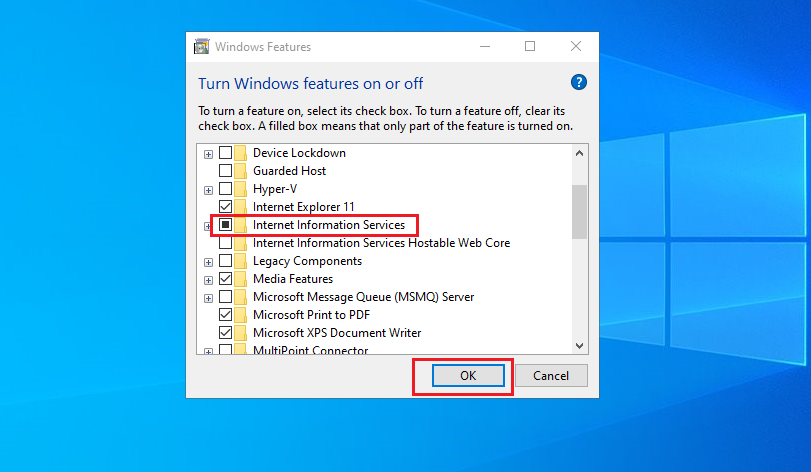 Windows Features
Turn Windows features on or off
?
To turn a feature on, select its check box. To turn a feature off, clear its
check box. A filled box means that only part of the feature is turned on.
Device Lockdown
Guarded Host
Hyper-V
Internet Explorer 11
Internet Information Services
Internet Information Services Hostable Web Core
Legacy Components
Media Features
Microsoft Message Queue (MSMQ) Server
Microsoft Print to PDF
Microsoft XPS Document Writer
MultiPoint Connector
OK
Cancel